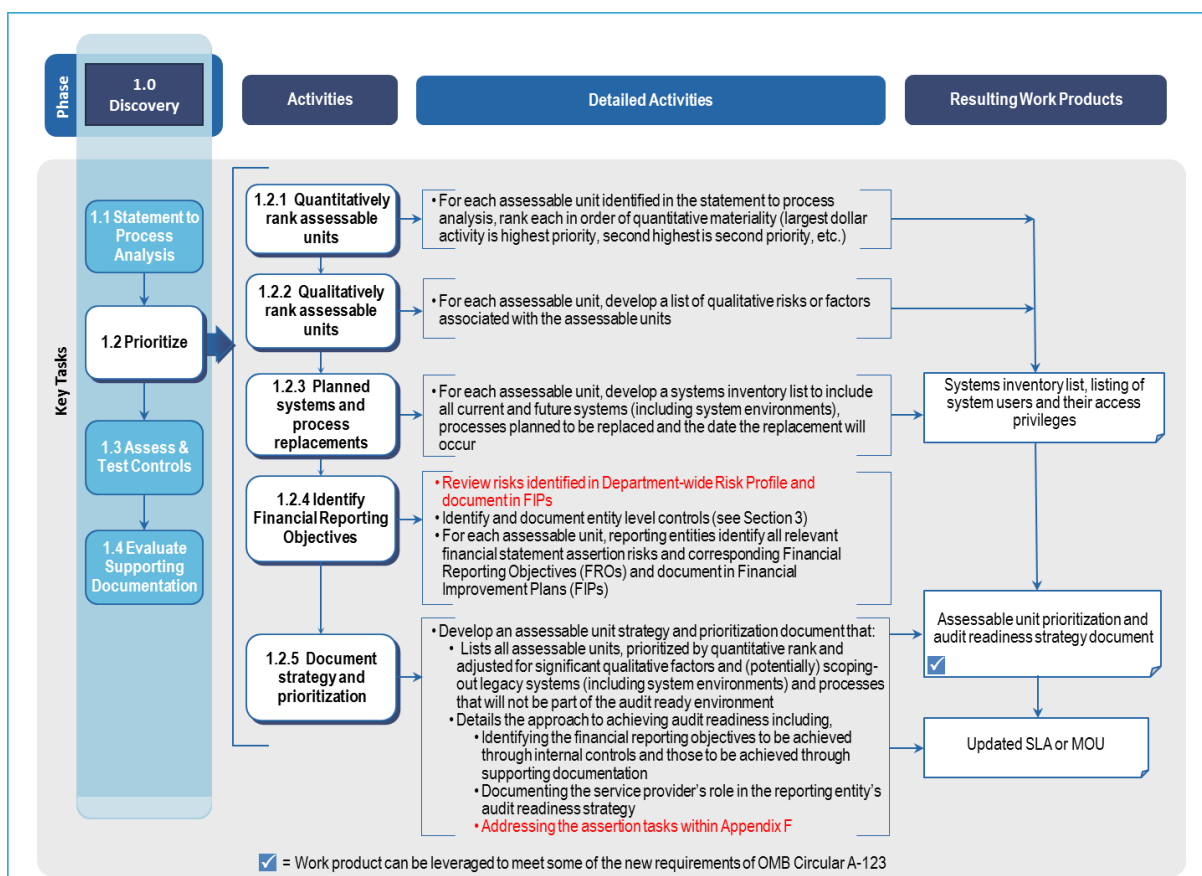 Phase
1.0
Discovery
Activities
Detailed Activities
Resulting Work Products
Key Tasks
1.1 Statement to
Process
Analysis
1.2 Prioritize
1.3 Assess &
Test Controls
1.4 Evaluate
Supporting
Documentation
1.2.1 Quantitatively
rank assessable
units
• For each assessable unit identified in the statement to process
analysis, rank each in order of quantitative materiality (largest dollar
activity is highest priority, second highest is second priority, etc.)
1.2.2 Qualitatively
rank assessable
units
• For each assessable unit, develop a list of qualitative risks or factors
associated with the assessable units
1.2.3 Planned
systems and
process
replacements
• For each assessable unit, develop a systems inventory list to include
all current and future systems (including system environments),
processes planned to be replaced and the date the replacement will
occur
Systems inventory list, listing of
system users and their access
privileges
1.2.4 Identify
Financial Reporting
Objectives
• Review risks identified in Department-wide Risk Profile and
document in FIPs
• Identify and document entity level controls (see Section 3)
• For each assessable unit, reporting entities identify all relevant
financial statement assertion risks and corresponding Financial
Reporting Objectives (FROs) and document in Financial
Improvement Plans (FIPs)
1.2.5 Document
strategy and
prioritization
• Develop an assessable unit strategy and prioritization document that:
• Lists all assessable units, prioritized by quantitative rank and
adjusted for significant qualitative factors and (potentially) scoping-
out legacy systems (including system environments) and processes
that will not be part of the audit ready environment
• Details the approach to achieving audit readiness including,
• Identifying the financial reporting objectives to be achieved
through internal controls and those to be achieved through
supporting documentation
• Documenting the service provider's role in the reporting entity's
audit readiness strategy
• Addressing the assertion tasks within Appendix F
Assessable unit prioritization and
audit readiness strategy document
Updated SLA or MOU
= Work product can be leveraged to meet some of the new requirements of OMB Circular A-123